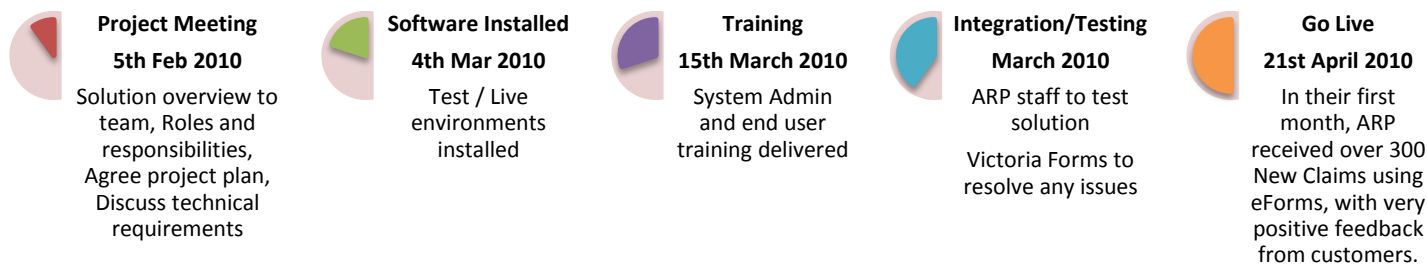 Project Meeting
5th Feb 2010
Solution overview to
team, Roles and
responsibilities,
Agree project plan,
Discuss technical
requirements
Software Installed
4th Mar 2010
Test / Live
environments
installed
Training
15th March 2010
System Admin
and end user
training delivered
Integration/Testing
March 2010
ARP staff to test
solution
Victoria Forms to
resolve any issues
Go Live
21st April 2010
In their first
month, ARP
received over 300
New Claims using
eForms, with very
positive feedback
from customers.